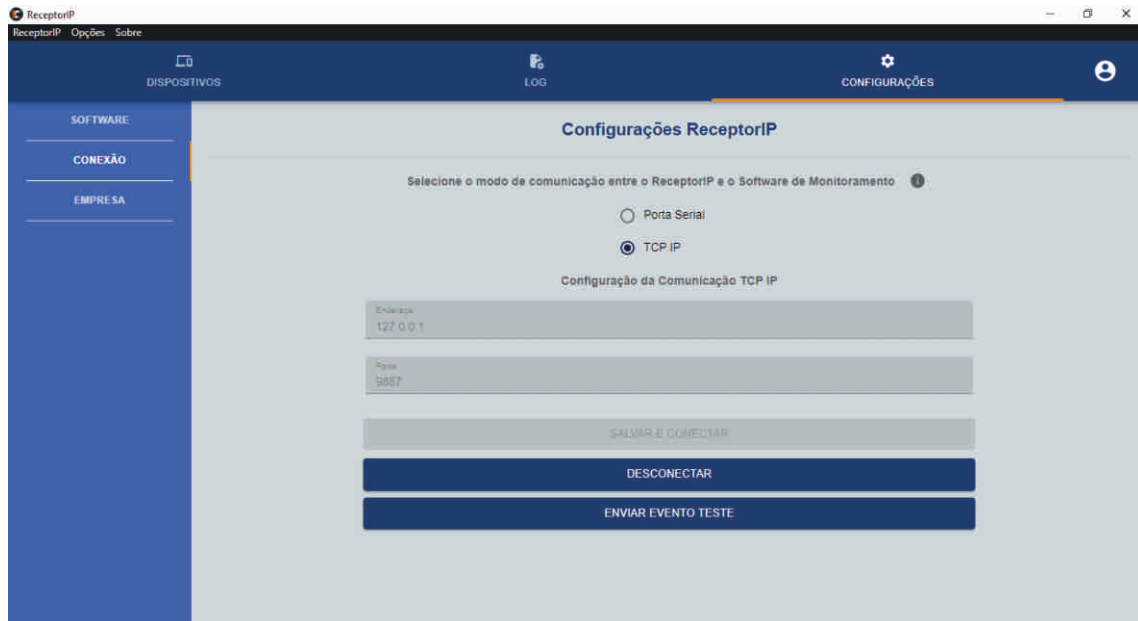 ReceptorIP
ReceptorIP Opções Sobre
DISPOSITIVOS
LOG
CONFIGURAÇÕES
SOFTWARE
CONEXÃO
EMPRESA
Configurações ReceptorIP
Selecione o modo de comunicação entre o ReceptorIP e o Software de Monitoramento
Porta Serial
TCP IP
Configuração da Comunicação TCP IP
Endereço
127.0.0.1
Porta
9887
SALVAR E CONECTAR
DESCONECTAR
ENVIAR EVENTO TESTE